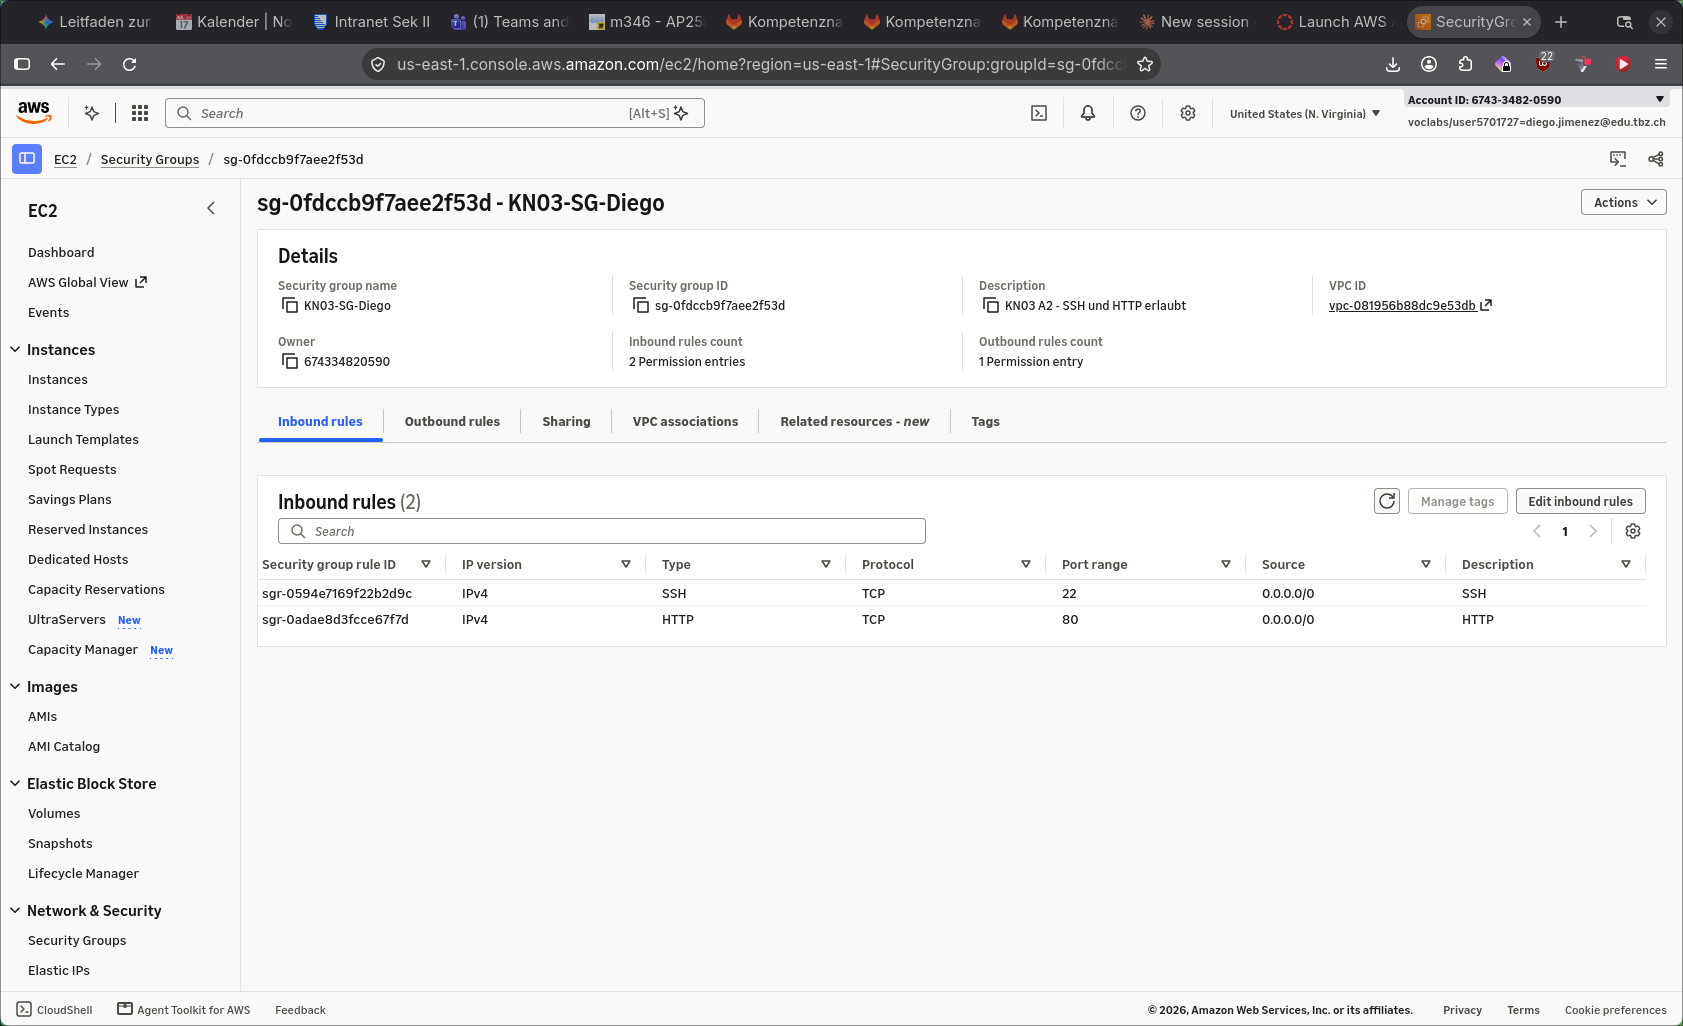 Leitfaden zur
Kalender | No
Intranet Sek II
(1) Teams and
m346 - AP25
Kompetenzna
Kompetenzna
Kompetenzna
New session
Launch AWS
SecurityGro
us-east-1.console.aws.amazon.com/ec2/home?region=us-east-1#SecurityGroup:groupId=sg-0fdcc
22
aws
Search
[Alt+S]
United States (N. Virginia)
Account ID: 6743-3482-0590
voclabs/user5701727=diego.jimenez@edu.tbz.ch
EC2 / Security Groups / sg-0fdccb9f7aee2f53d
EC2
Dashboard
AWS Global View
Events
Instances
Instances
Instance Types
Launch Templates
Spot Requests
Savings Plans
Reserved Instances
Dedicated Hosts
Capacity Reservations
UltraServers New
Capacity Manager New
Images
AMIs
AMI Catalog
Elastic Block Store
Volumes
Snapshots
Lifecycle Manager
Network & Security
Security Groups
Elastic IPs
sg-0fdccb9f7aee2f53d - KN03-SG-Diego
Actions
Details
Security group name
KN03-SG-Diego
Security group ID
sg-0fdccb9f7aee2f53d
Description
KN03 A2 - SSH und HTTP erlaubt
VPC ID
vpc-081956b88dc9e53db
Owner
674334820590
Inbound rules count
2 Permission entries
Outbound rules count
1 Permission entry
Inbound rules
Outbound rules
Sharing
VPC associations
Related resources - new
Tags
Inbound rules (2)
Manage tags
Edit inbound rules
Search
1
Security group rule ID IP version Type Protocol Port range Source Description
sgr-0594e7169f22b2d9c IPv4 SSH TCP 22 0.0.0.0/0 SSH
sgr-0adae8d3fcce67f7d IPv4 HTTP TCP 80 0.0.0.0/0 HTTP
CloudShell
Agent Toolkit for AWS
Feedback
© 2026, Amazon Web Services, Inc. or its affiliates.
Privacy
Terms
Cookie preferences